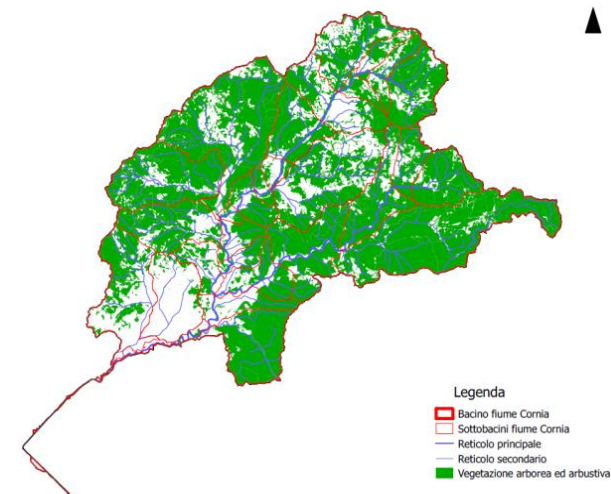 Legenda
Bacino fiume Cornia
Sottobacini fiume Cornia
Reticolo principale
Reticolo secondario
Vegetazione arborea ed arbustiva